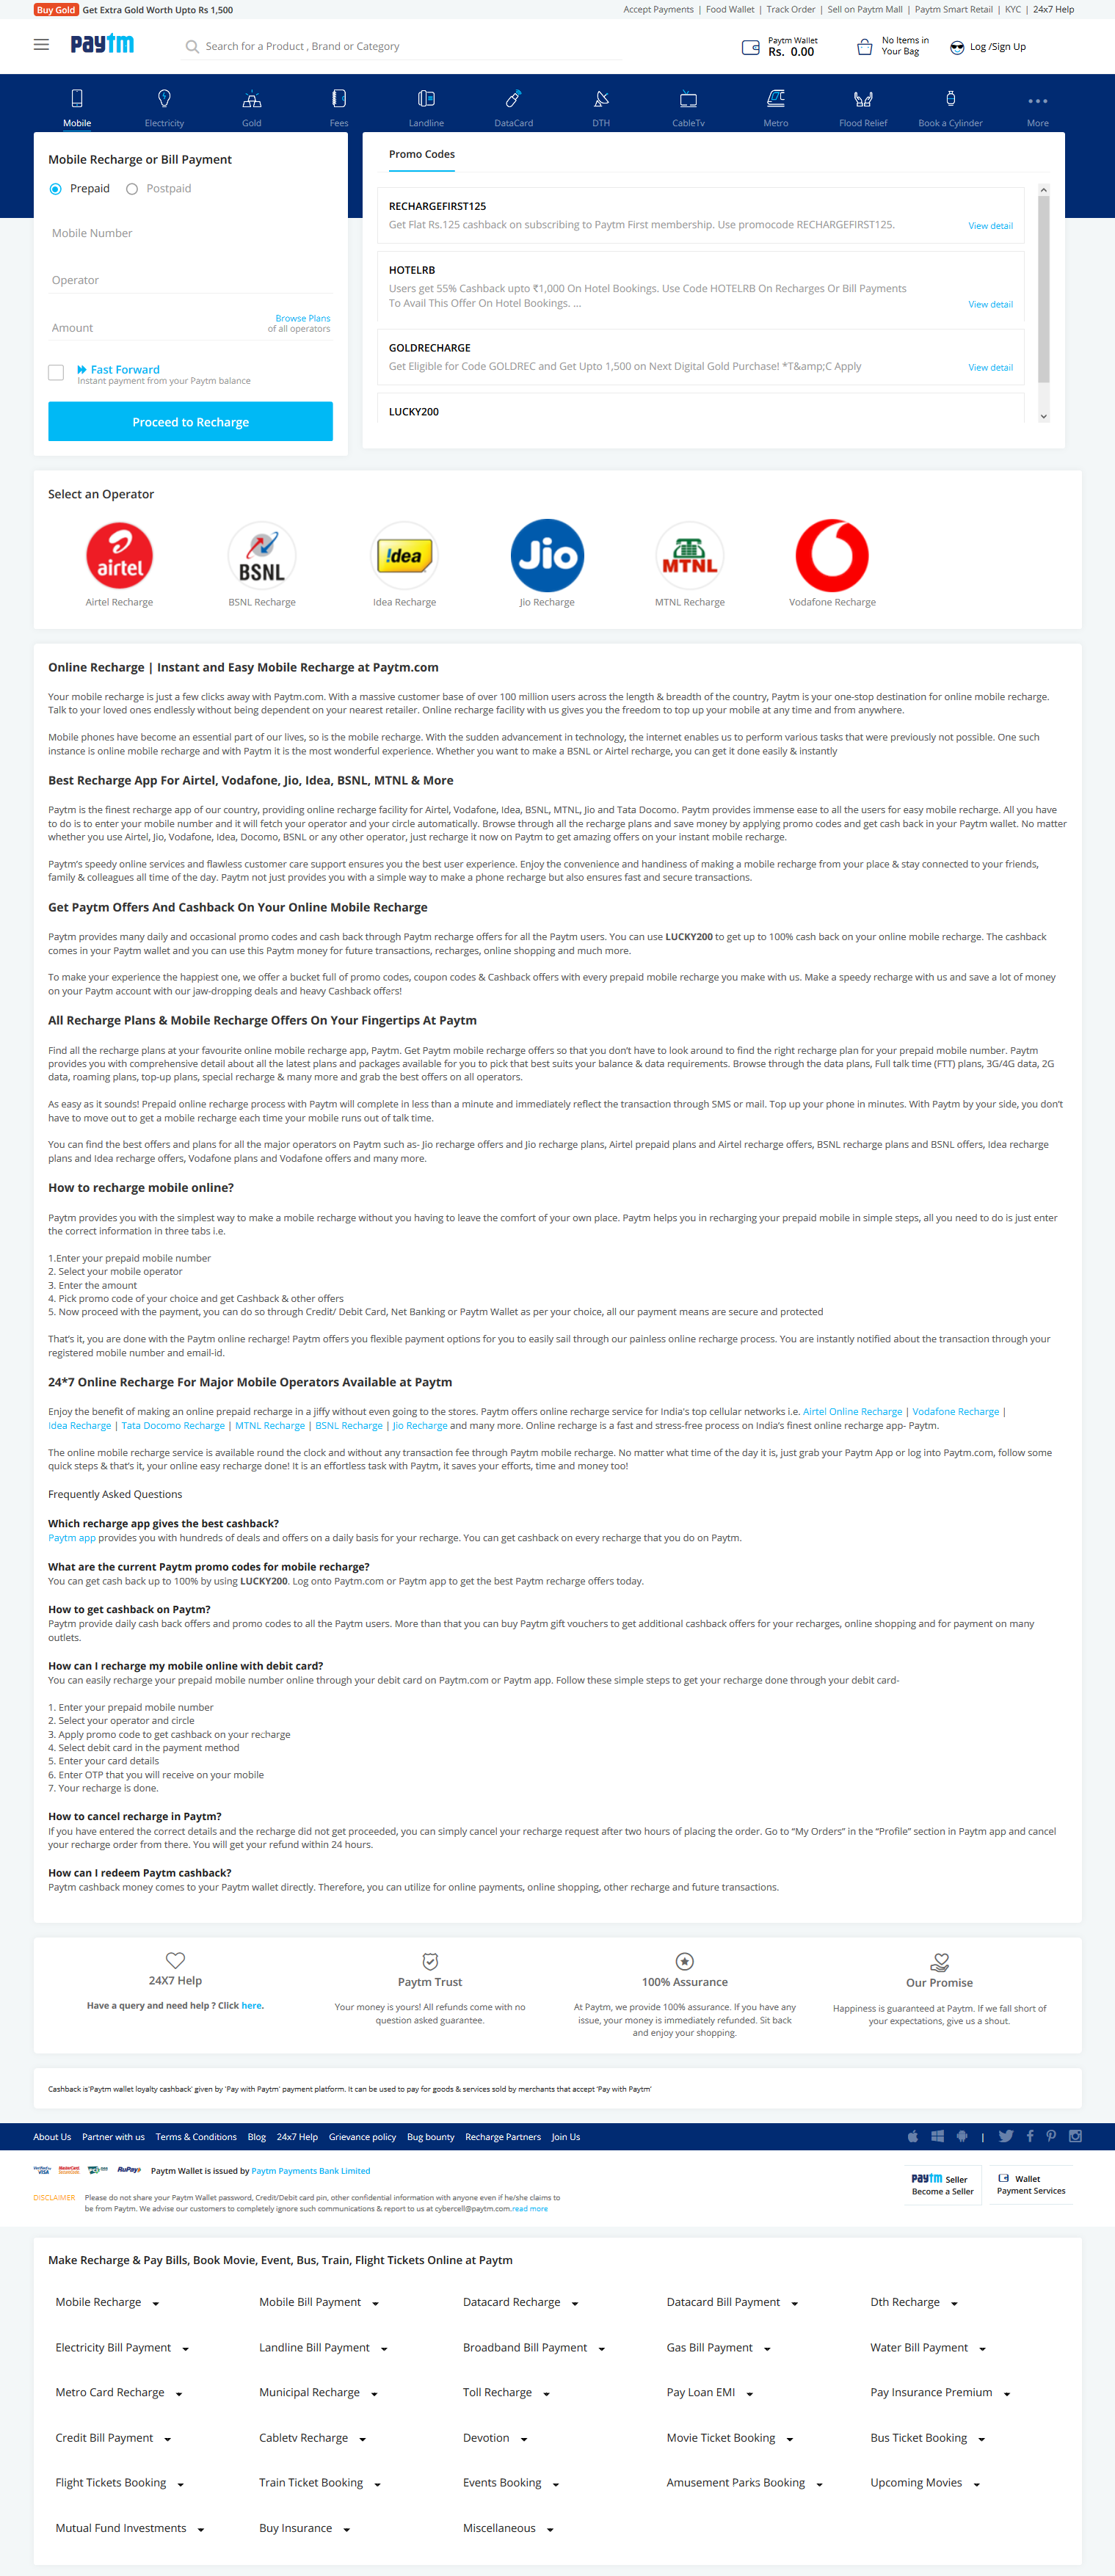 Buy Gold Get Extra Gold Worth Upto Rs 1,500
Accept Payments | Food Wallet | Track Order | Sell on Paytm Mall | Paytm Smart Retail | KYC | 24x7 Help
paytm
Search for a Product , Brand or Category
Paytm Wallet
Rs. 0.00
No Items in
Your Bag
Log /Sign Up
Mobile
Electricity
Gold
Fees
Landline
DataCard
DTH
CableTv
Metro
Flood Relief
Book a Cylinder
More
Mobile Recharge or Bill Payment
Prepaid
Postpaid
Mobile Number
Operator
Amount
Browse Plans
of all operators
Fast Forward
Instant payment from your Paytm balance
Proceed to Recharge
Promo Codes
RECHARGEFIRST125
Get Flat Rs.125 cashback on subscribing to Paytm First membership. Use promocode RECHARGEFIRST125.
View detail
HOTELRB
Users get 55% Cashback upto ₹1,000 On Hotel Bookings. Use Code HOTELRB On Recharges Or Bill Payments
To Avail This Offer On Hotel Bookings. ...
View detail
GOLDRECHARGE
Get Eligible for Code GOLDREC and Get Upto 1,500 on Next Digital Gold Purchase! *T&amp;C Apply
View detail
LUCKY200
Select an Operator
airtel
BSNL
!dea
Jio
MTNL
Airtel Recharge
BSNL Recharge
Idea Recharge
Jio Recharge
MTNL Recharge
Vodafone Recharge
Online Recharge | Instant and Easy Mobile Recharge at Paytm.com
Your mobile recharge is just a few clicks away with Paytm.com. With a massive customer base of over 100 million users across the length & breadth of the country, Paytm is your one-stop destination for online mobile recharge.
Talk to your loved ones endlessly without being dependent on your nearest retailer. Online recharge facility with us gives you the freedom to top up your mobile at any time and from anywhere.
Mobile phones have become an essential part of our lives, so is the mobile recharge. With the sudden advancement in technology, the internet enables us to perform various tasks that were previously not possible. One such
instance is online mobile recharge and with Paytm it is the most wonderful experience. Whether you want to make a BSNL or Airtel recharge, you can get it done easily & instantly
Best Recharge App For Airtel, Vodafone, Jio, Idea, BSNL, MTNL & More
Paytm is the finest recharge app of our country, providing online recharge facility for Airtel, Vodafone, Idea, BSNL, MTNL, Jio and Tata Docomo. Paytm provides immense ease to all the users for easy mobile recharge. All you have
to do is to enter your mobile number and it will fetch your operator and your circle automatically. Browse through all the recharge plans and save money by applying promo codes and get cash back in your Paytm wallet. No matter
whether you use Airtel, Jio, Vodafone, Idea, Docomo, BSNL or any other operator, just recharge it now on Paytm to get amazing offers on your instant mobile recharge.
Paytm's speedy online services and flawless customer care support ensures you the best user experience. Enjoy the convenience and handiness of making a mobile recharge from your place & stay connected to your friends,
family & colleagues all time of the day. Paytm not just provides you with a simple way to make a phone recharge but also ensures fast and secure transactions.
Get Paytm Offers And Cashback On Your Online Mobile Recharge
Paytm provides many daily and occasional promo codes and cash back through Paytm recharge offers for all the Paytm users. You can use LUCKY200 to get up to 100% cash back on your online mobile recharge. The cashback
comes in your Paytm wallet and you can use this Paytm money for future transactions, recharges, online shopping and much more.
To make your experience the happiest one, we offer a bucket full of promo codes, coupon codes & Cashback offers with every prepaid mobile recharge you make with us. Make a speedy recharge with us and save a lot of money
on your Paytm account with our jaw-dropping deals and heavy Cashback offers!
All Recharge Plans & Mobile Recharge Offers On Your Fingertips At Paytm
Find all the recharge plans at your favourite online mobile recharge app, Paytm. Get Paytm mobile recharge offers so that you don't have to look around to find the right recharge plan for your prepaid mobile number. Paytm
provides you with comprehensive detail about all the latest plans and packages available for you to pick that best suits your balance & data requirements. Browse through the data plans, Full talk time (FTT) plans, 3G/4G data, 2G
data, roaming plans, top-up plans, special recharge & many more and grab the best offers on all operators.
As easy as it sounds! Prepaid online recharge process with Paytm will complete in less than a minute and immediately reflect the transaction through SMS or mail. Top up your phone in minutes. With Paytm by your side, you don't
have to move out to get a mobile recharge each time your mobile runs out of talk time.
You can find the best offers and plans for all the major operators on Paytm such as- Jio recharge offers and Jio recharge plans, Airtel prepaid plans and Airtel recharge offers, BSNL recharge plans and BSNL offers, Idea recharge
plans and Idea recharge offers, Vodafone plans and Vodafone offers and many more.
How to recharge mobile online?
Paytm provides you with the simplest way to make a mobile recharge without you having to leave the comfort of your own place. Paytm helps you in recharging your prepaid mobile in simple steps, all you need to do is just enter
the correct information in three tabs i.e.
1.Enter your prepaid mobile number
2. Select your mobile operator
3. Enter the amount
4. Pick promo code of your choice and get Cashback & other offers
5. Now proceed with the payment, you can do so through Credit/ Debit Card, Net Banking or Paytm Wallet as per your choice, all our payment means are secure and protected
That's it, you are done with the Paytm online recharge! Paytm offers you flexible payment options for you to easily sail through our painless online recharge process. You are instantly notified about the transaction through your
registered mobile number and email-id.
24*7 Online Recharge For Major Mobile Operators Available at Paytm
Enjoy the benefit of making an online prepaid recharge in a jiffy without even going to the stores. Paytm offers online recharge service for India's top cellular networks i.e. Airtel Online Recharge | Vodafone Recharge |
Idea Recharge | Tata Docomo Recharge | MTNL Recharge | BSNL Recharge | Jio Recharge and many more. Online recharge is a fast and stress-free process on India's finest online recharge app- Paytm.
The online mobile recharge service is available round the clock and without any transaction fee through Paytm mobile recharge. No matter what time of the day it is, just grab your Paytm App or log into Paytm.com, follow some
quick steps & that's it, your online easy recharge done! It is an effortless task with Paytm, it saves your efforts, time and money too!
Frequently Asked Questions
Which recharge app gives the best cashback?
Paytm app provides you with hundreds of deals and offers on a daily basis for your recharge. You can get cashback on every recharge that you do on Paytm.
What are the current Paytm promo codes for mobile recharge?
You can get cash back up to 100% by using LUCKY200. Log onto Paytm.com or Paytm app to get the best Paytm recharge offers today.
How to get cashback on Paytm?
Paytm provide daily cash back offers and promo codes to all the Paytm users. More than that you can buy Paytm gift vouchers to get additional cashback offers for your recharges, online shopping and for payment on many
outlets.
How can I recharge my mobile online with debit card?
You can easily recharge your prepaid mobile number online through your debit card on Paytm.com or Paytm app. Follow these simple steps to get your recharge done through your debit card-
1. Enter your prepaid mobile number
2. Select your operator and circle
3. Apply promo code to get cashback on your recharge
4. Select debit card in the payment method
5. Enter your card details
6. Enter OTP that you will receive on your mobile
7. Your recharge is done.
How to cancel recharge in Paytm?
If you have entered the correct details and the recharge did not get proceeded, you can simply cancel your recharge request after two hours of placing the order. Go to "My Orders" in the "Profile" section in Paytm app and cancel
your recharge order from there. You will get your refund within 24 hours.
How can I redeem Paytm cashback?
Paytm cashback money comes to your Paytm wallet directly. Therefore, you can utilize for online payments, online shopping, other recharge and future transactions.
24X7 Help
Have a query and need help ? Click here.
Paytm Trust
Your money is yours! All refunds come with no
question asked guarantee.
100% Assurance
At Paytm, we provide 100% assurance. If you have any
issue, your money is immediately refunded. Sit back
and enjoy your shopping.
Our Promise
Happiness is guaranteed at Paytm. If we fall short of
your expectations, give us a shout.
Cashback is'Paytm wallet loyalty cashback' given by 'Pay with Paytm' payment platform. It can be used to pay for goods & services sold by merchants that accept 'Pay with Paytm'
About Us Partner with us Terms & Conditions Blog 24x7 Help Grievance policy Bug bounty Recharge Partners Join Us
VISA
MasterCard
RuPay
Paytm Wallet is issued by Paytm Payments Bank Limited
DISCLAIMER Please do not share your Paytm Wallet password, Credit/Debit card pin, other confidential information with anyone even if he/she claims to
be from Paytm. We advise our customers to completely ignore such communications & report to us at cybercell@paytm.com.read more
paytm Seller
Become a Seller
Wallet
Payment Services
Make Recharge & Pay Bills, Book Movie, Event, Bus, Train, Flight Tickets Online at Paytm
Mobile Recharge
Mobile Bill Payment
Datacard Recharge
Datacard Bill Payment
Dth Recharge
Electricity Bill Payment
Landline Bill Payment
Broadband Bill Payment
Gas Bill Payment
Water Bill Payment
Metro Card Recharge
Municipal Recharge
Toll Recharge
Pay Loan EMI
Pay Insurance Premium
Credit Bill Payment
Cabletv Recharge
Devotion
Movie Ticket Booking
Bus Ticket Booking
Flight Tickets Booking
Train Ticket Booking
Events Booking
Amusement Parks Booking
Upcoming Movies
Mutual Fund Investments
Buy Insurance
Miscellaneous